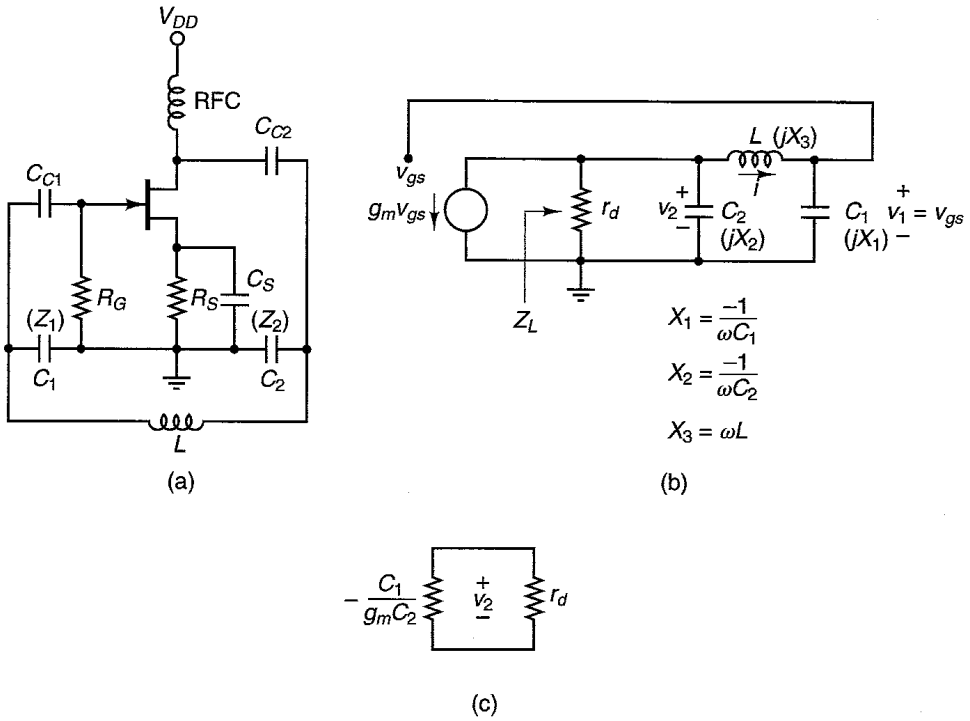 V_DD
RFC
C_C2
C_C1
R_G
R_S
C_S
(Z_1)
(Z_2)
C_1
C_2
L
(a)
L (jX_3)
i
v_gs
g_m v_gs
r_d
+
v_2
−
C_2
(jX_2)
C_1
(jX_1)
+
v_1 = v_gs
−
Z_L
X_1 = −1/ωC_1
X_2 = −1/ωC_2
X_3 = ωL
(b)
− C_1/g_m C_2
+
v_2
−
r_d
(c)